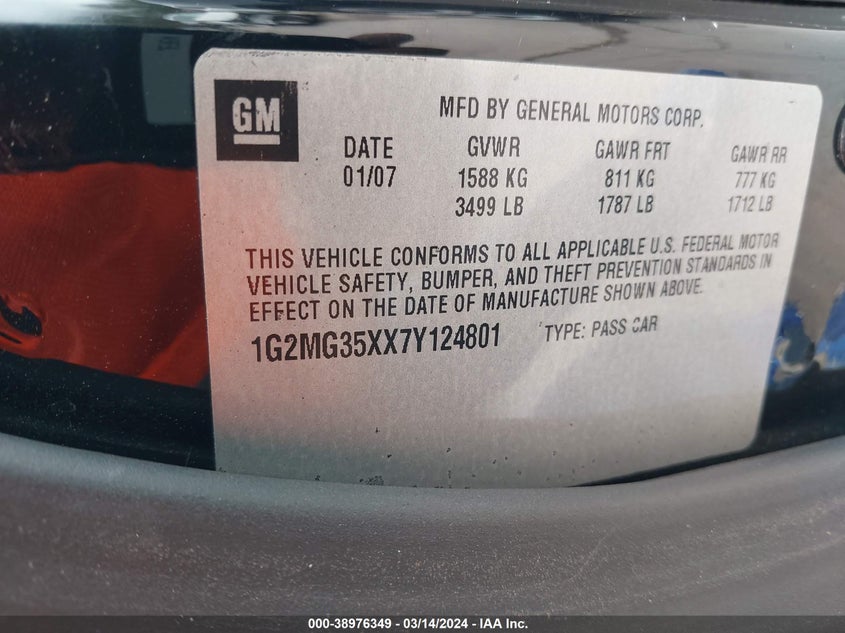 GM
MFD BY GENERAL MOTORS CORP.
DATE GVWR GAWR FRT GAWR RR
01/07 1588 KG 811 KG 777 KG
3499 LB 1787 LB 1712 LB
THIS VEHICLE CONFORMS TO ALL APPLICABLE U.S. FEDERAL MOTOR
VEHICLE SAFETY, BUMPER, AND THEFT PREVENTION STANDARDS IN
EFFECT ON THE DATE OF MANUFACTURE SHOWN ABOVE.
1G2MG35XX7Y124801 TYPE: PASS CAR
000-38976349 | 03/14/2024 | IAA Inc.